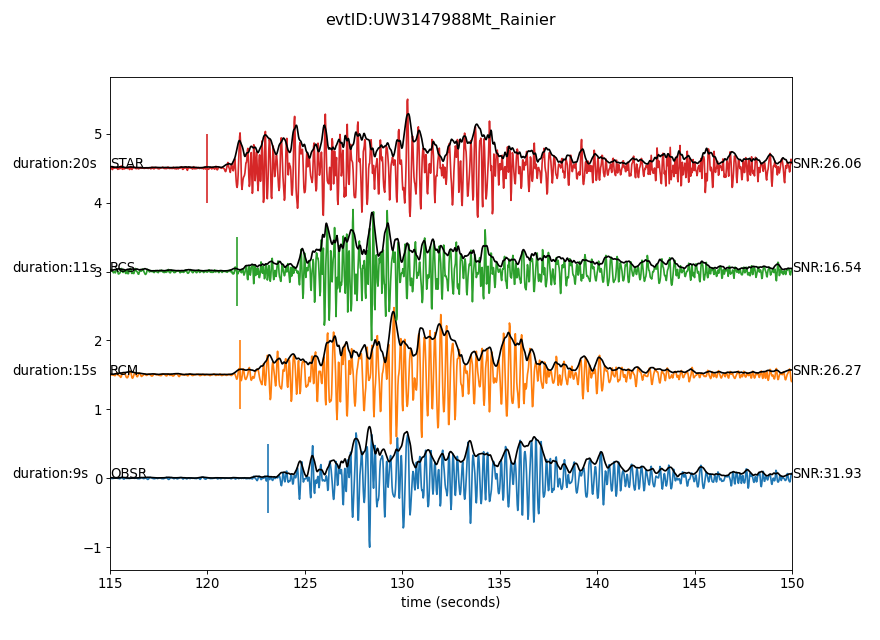 evtID:UW3147988Mt_Rainier
5
duration:20s STAR SNR:26.06
4
duration:11s 3 RCS SNR:16.54
2
duration:15s RCM SNR:26.27
1
duration:9s 0 OBSR SNR:31.93
−1
115 120 125 130 135 140 145 150
time (seconds)